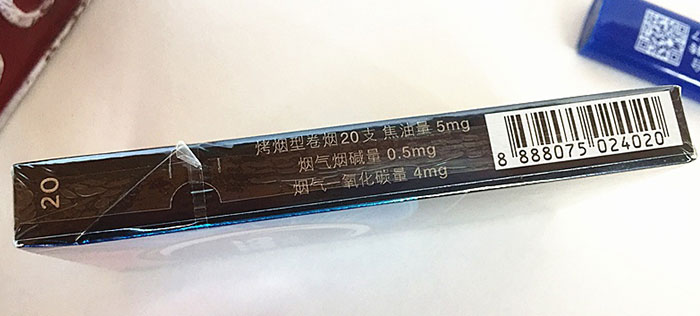 20
烤烟型卷烟20支 焦油量 5mg
烟气烟碱量 0.5mg
烟气一氧化碳量 4mg
8 888075 024020